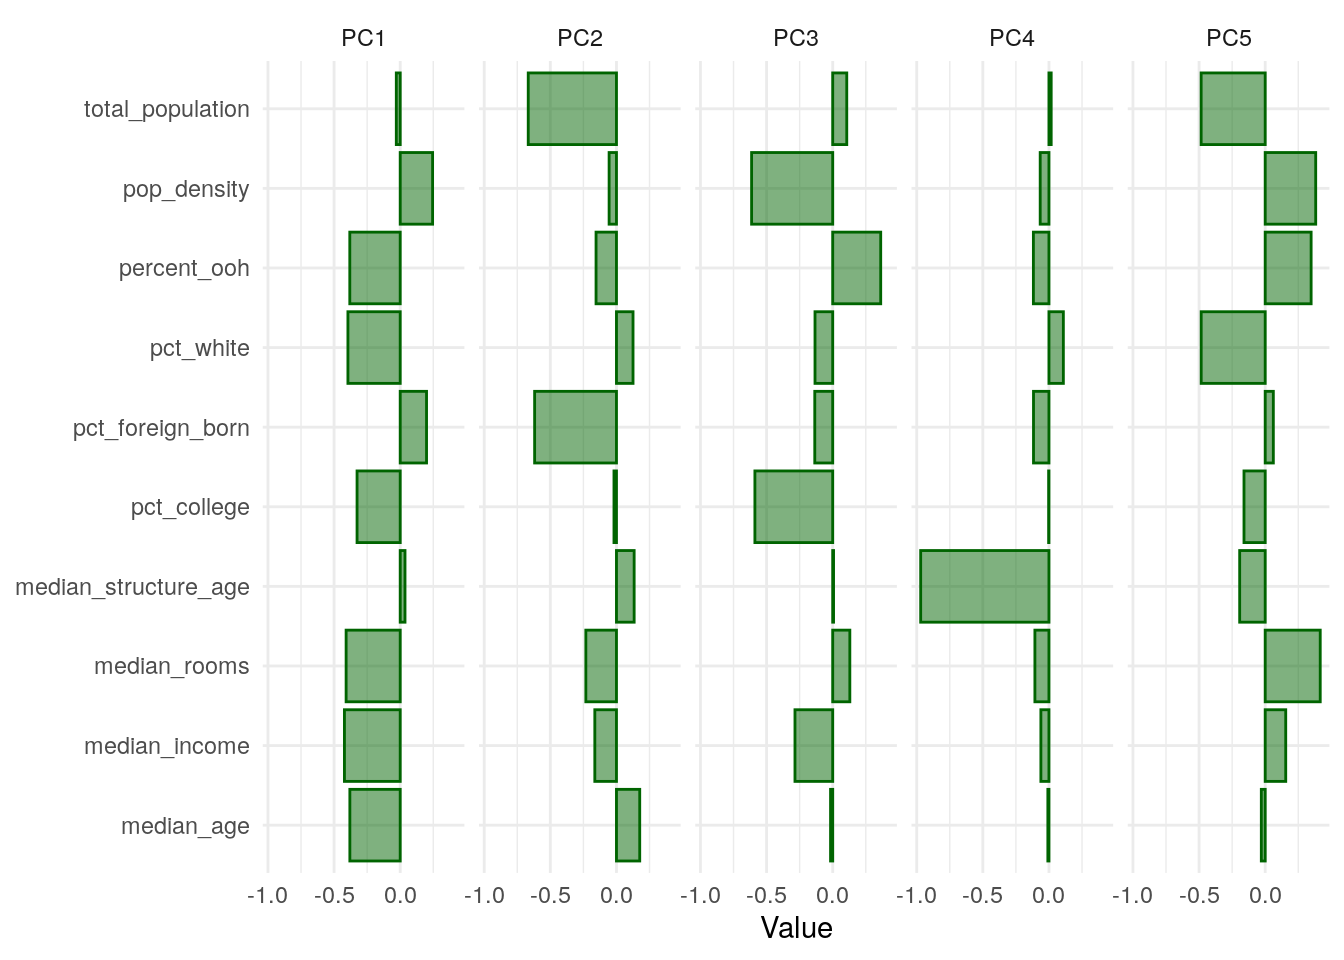 PC1 PC2 PC3 PC4 PC5
total_population
pop_density
percent_ooh
pct_white
pct_foreign_born
pct_college
median_structure_age
median_rooms
median_income
median_age
-1.0 -0.5 0.0 -1.0 -0.5 0.0 -1.0 -0.5 0.0 -1.0 -0.5 0.0 -1.0 -0.5 0.0
Value